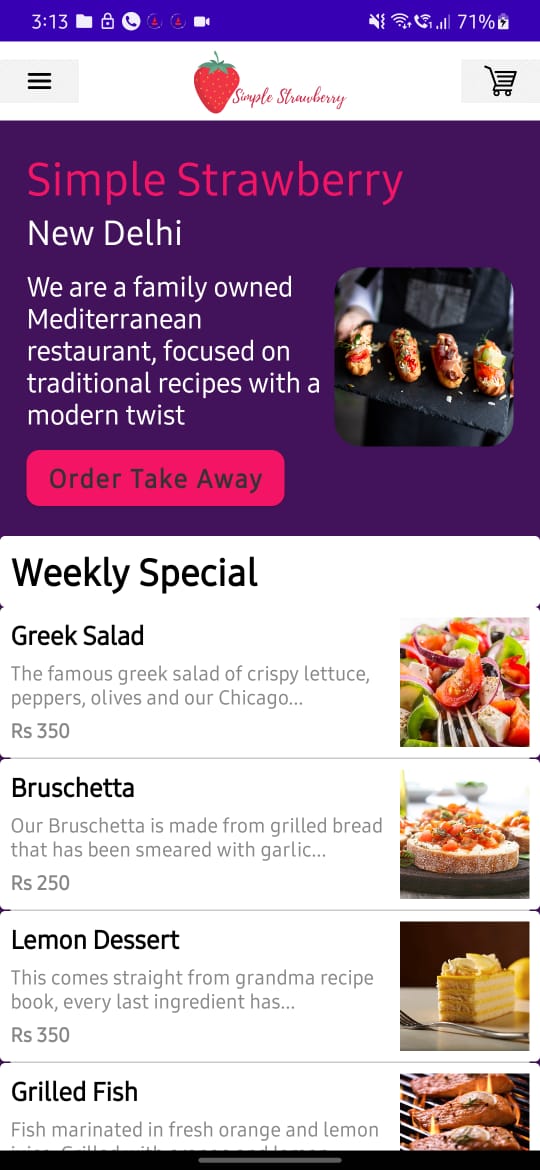 3:13
71%
Simple Strawberry
Simple Strawberry
New Delhi
We are a family owned
Mediterranean
restaurant, focused on
traditional recipes with a
modern twist
Order Take Away
Weekly Special
Greek Salad
The famous greek salad of crispy lettuce,
peppers, olives and our Chicago...
Rs 350
Bruschetta
Our Bruschetta is made from grilled bread
that has been smeared with garlic...
Rs 250
Lemon Dessert
This comes straight from grandma recipe
book, every last ingredient has...
Rs 350
Grilled Fish
Fish marinated in fresh orange and lemon